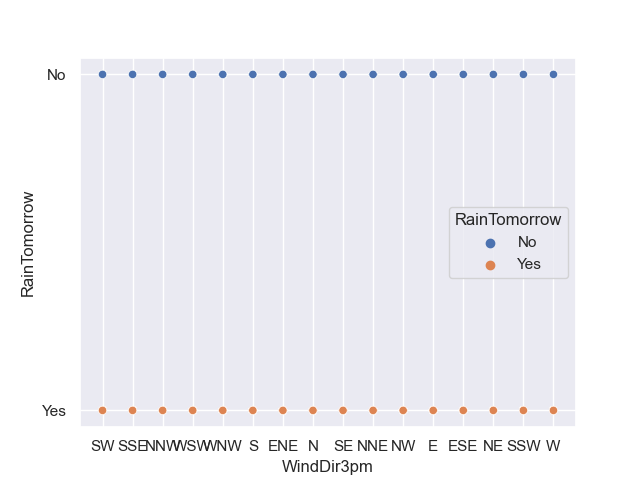 No
RainTomorrow
RainTomorrow
No
Yes
Yes
SW SSE NNW WSW WNW S ENE N SE NNE NW E ESE NE SSW W
WindDir3pm